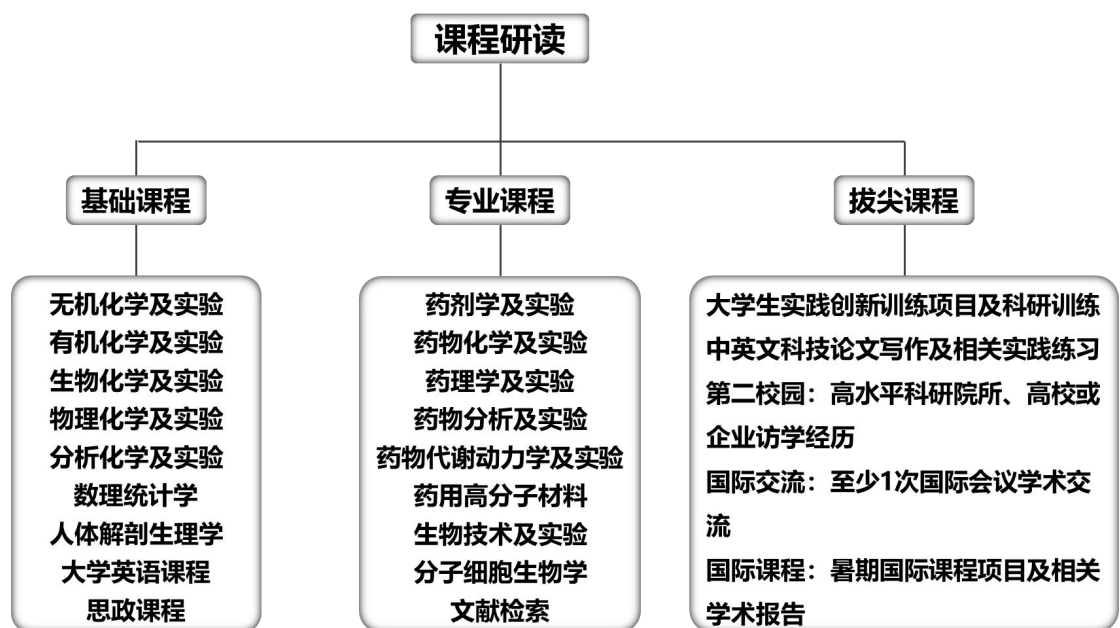 课程研读
基础课程
专业课程
拔尖课程
无机化学及实验
有机化学及实验
生物化学及实验
物理化学及实验
分析化学及实验
数理统计学
人体解剖生理学
大学英语课程
思政课程
药剂学及实验
药物化学及实验
药理学及实验
药物分析及实验
药物代谢动力学及实验
药用高分子材料
生物技术及实验
分子细胞生物学
文献检索
大学生实践创新训练项目及科研训练
中英文科技论文写作及相关实践练习
第二校园：高水平科研院所、高校或
企业访学经历
国际交流：至少1次国际会议学术交
流
国际课程：暑期国际课程项目及相关
学术报告